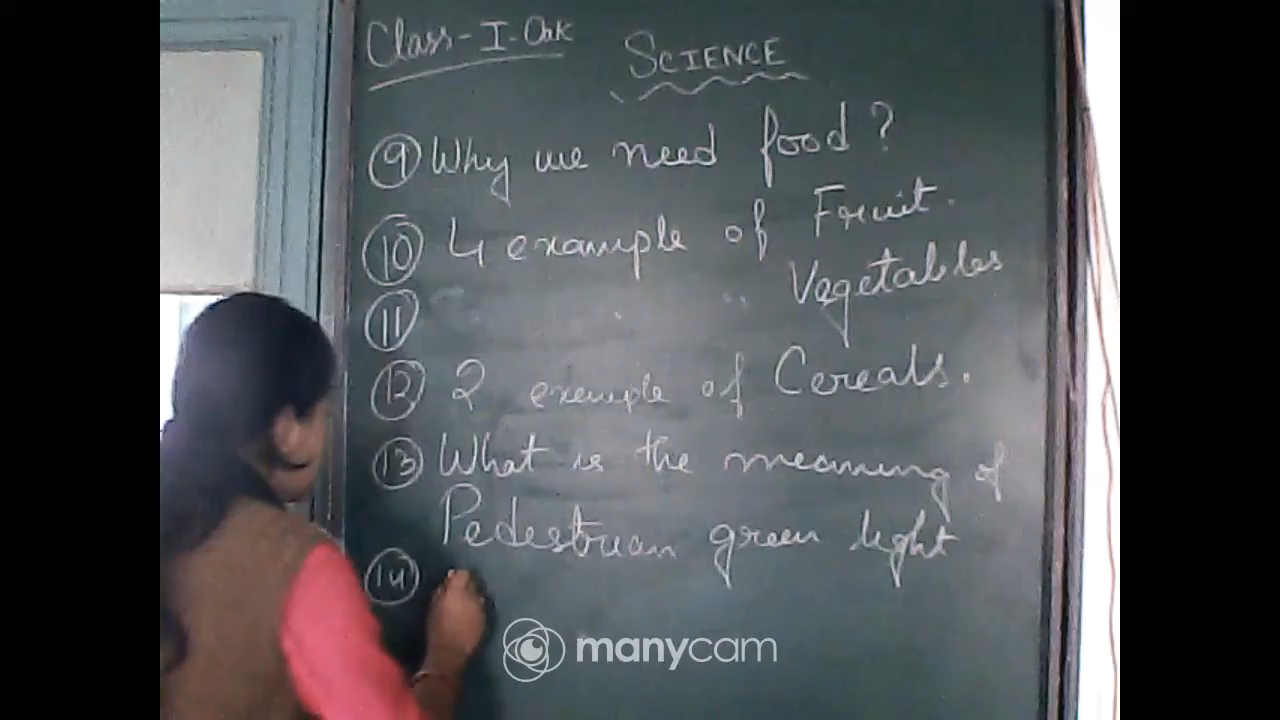 Class-I-Oak
SCIENCE
9 Why we need food?
10 4 example of Fruit.
Vegetables
11
12 2 exemple of Cereals.
13 What is the meaning of
Pedestrian green light
14
manycam